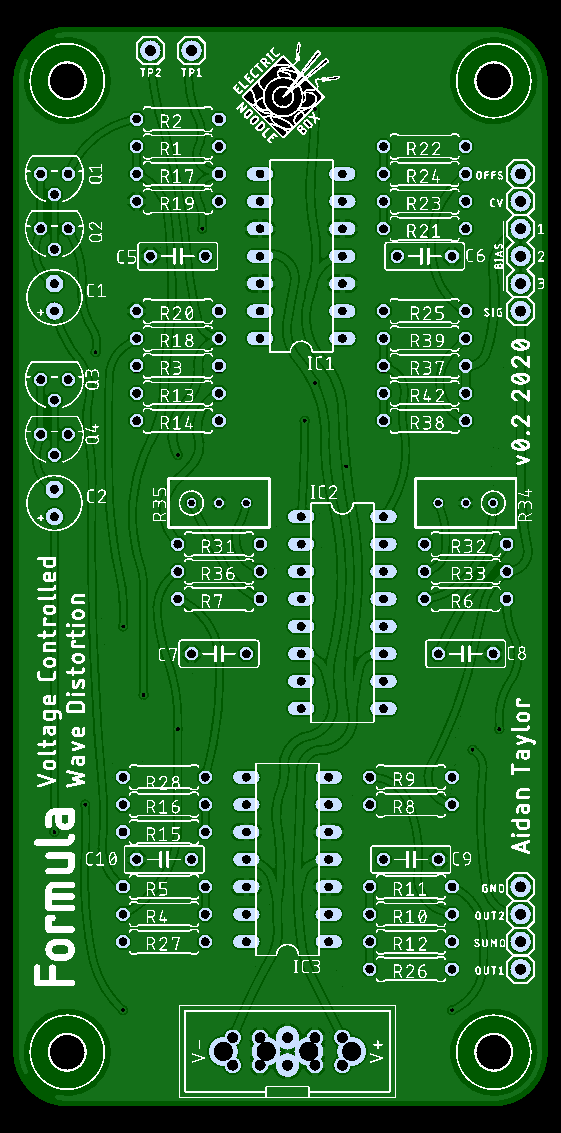 TP2 TP1
ELECTRIC
NOODLE
BOX
R2
R1
R17
R19
Q1
Q2
C5
C1
R22
R24
R23
R21
C6
OFFS
CV
BIAS
1
2
3
SIG
IC1
R20
R18
R3
R13
R14
Q3
Q4
C2
R25
R39
R37
R42
R38
v0.2 2020
R35
IC2
R34
R31
R36
R7
C7
R32
R33
R6
C8
Voltage Controlled
Wave Distortion
Formula
Aidan Taylor
R28
R16
R15
C10
R5
R4
R27
R9
R8
C9
R11
R10
R12
R26
IC3
GND
OUT2
SUMO
OUT1
V-
V+
+
+